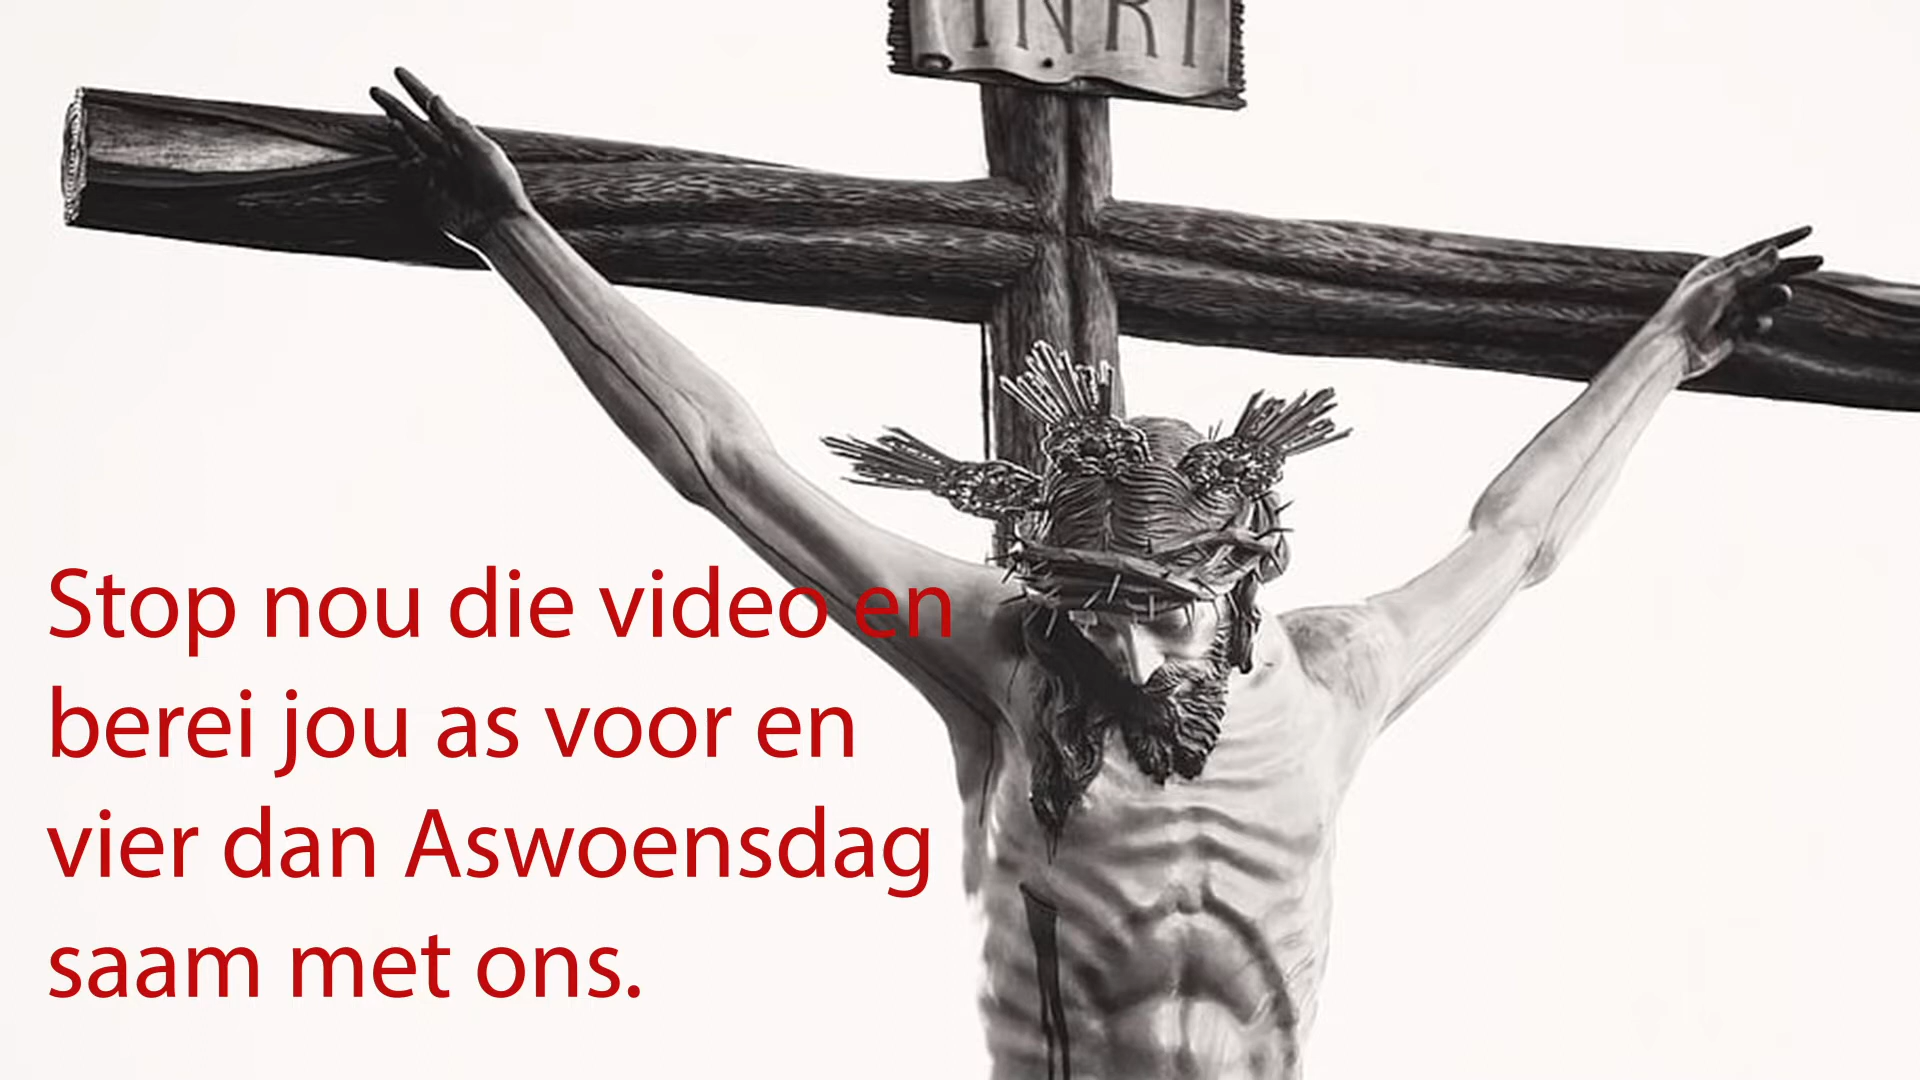 INRI
Stop nou die video en
berei jou as voor en
vier dan Aswoensdag
saam met ons.